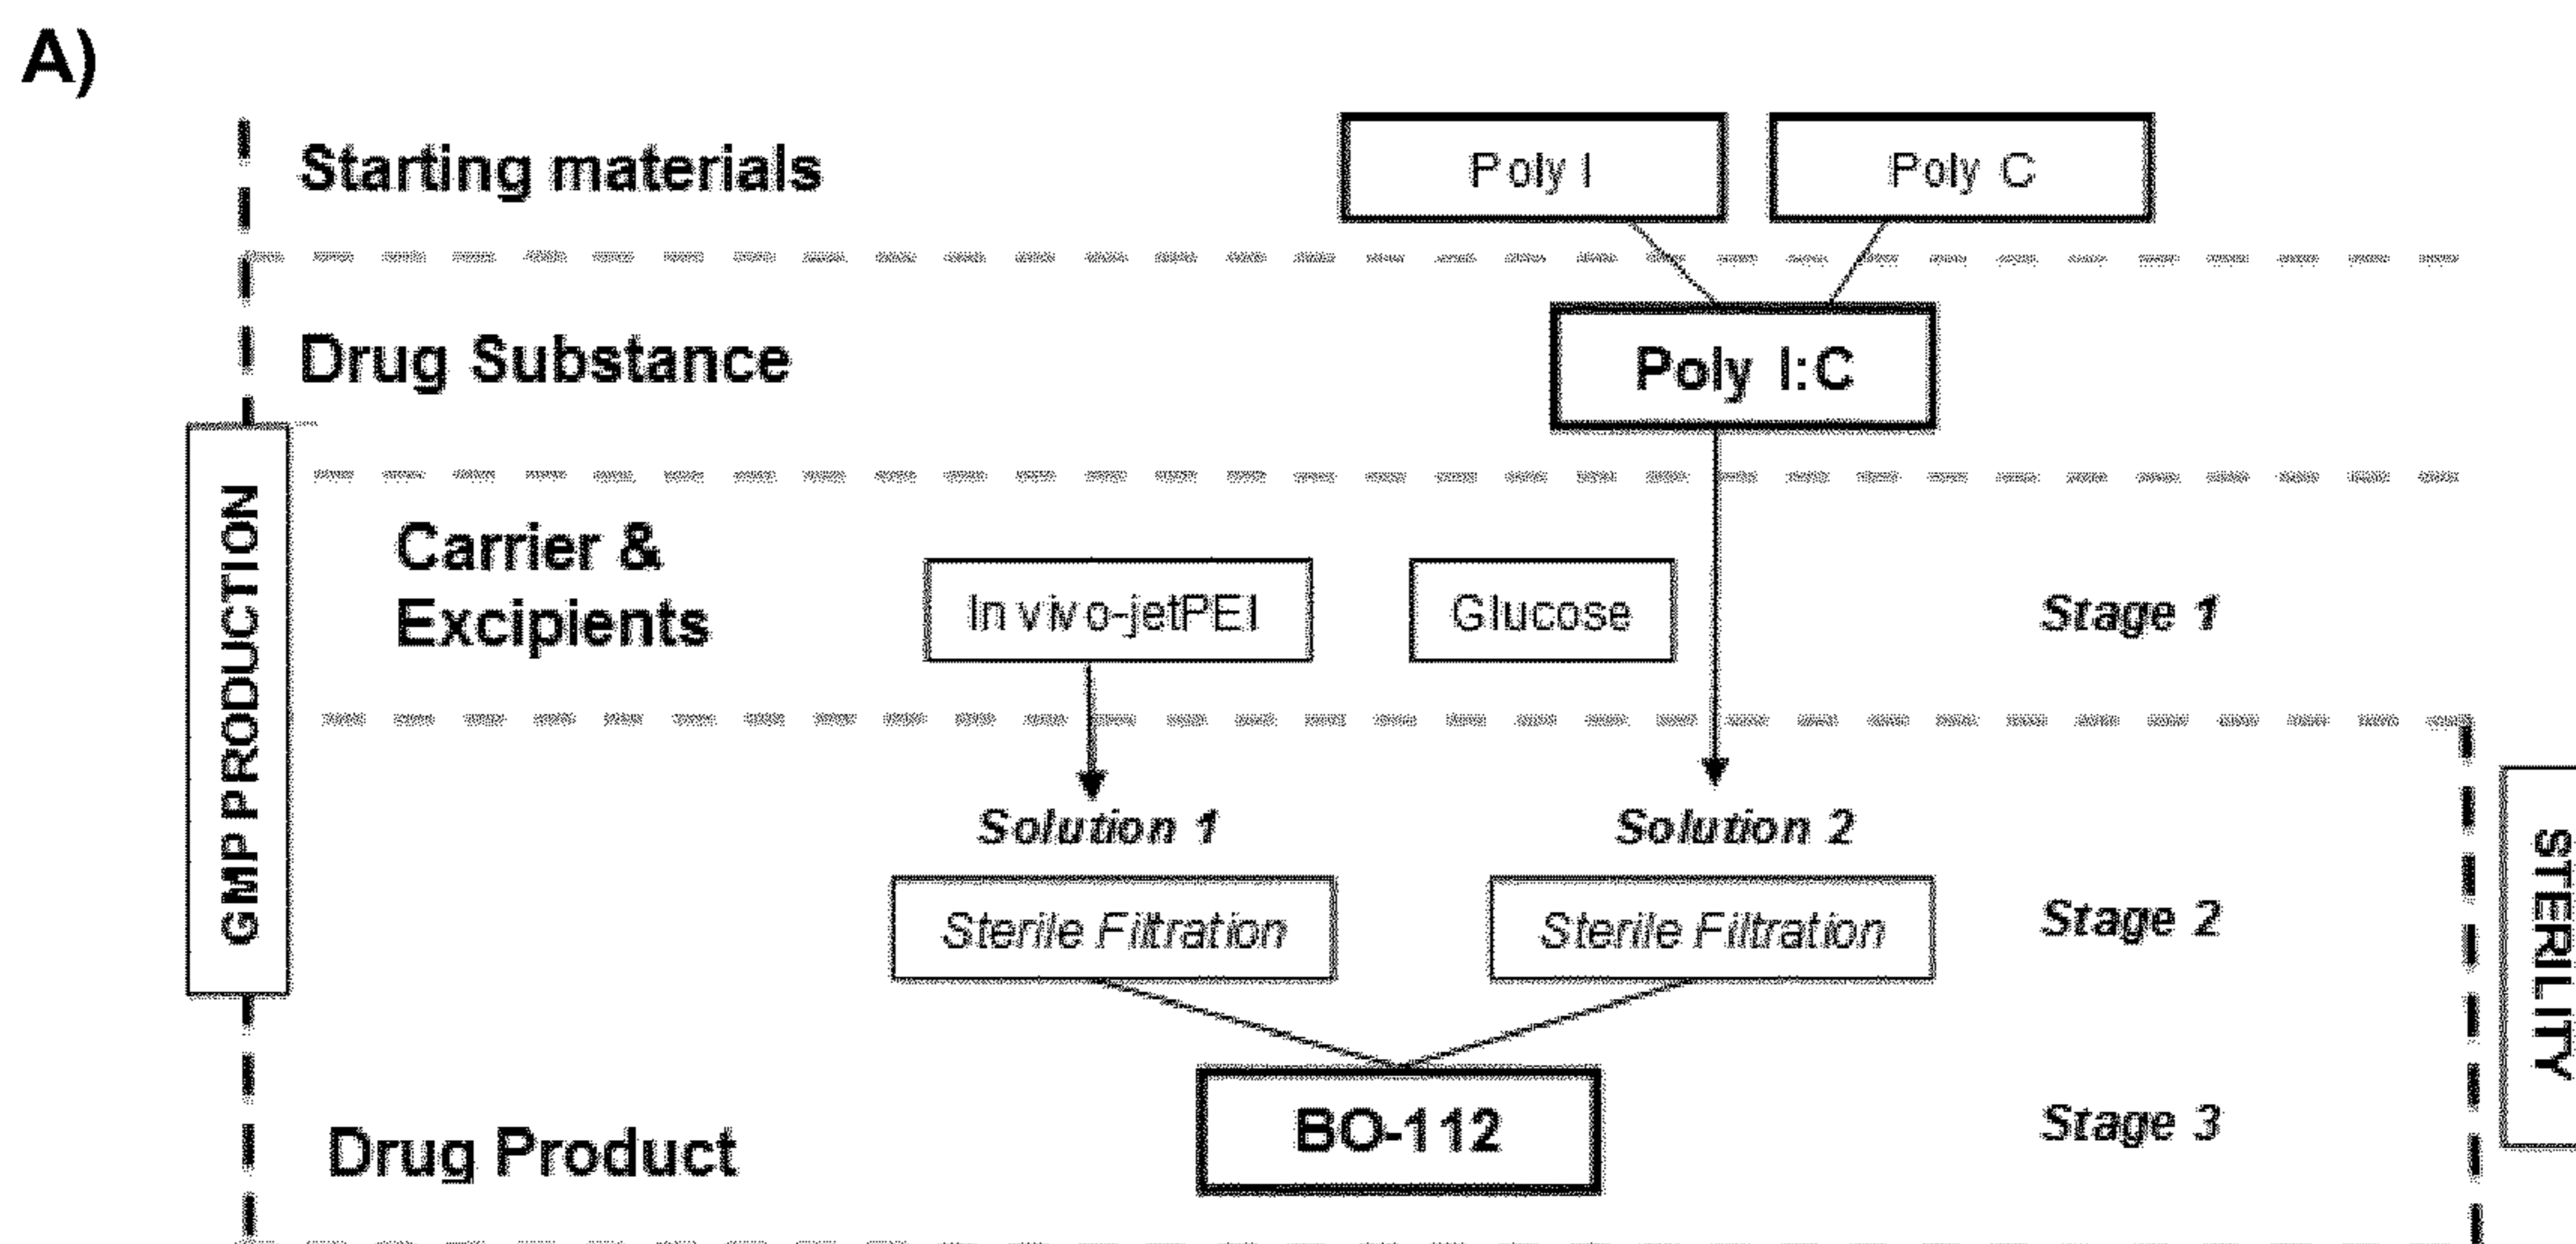 A)
Starting materials
Poly I
Poly C
Drug Substance
Poly I:C
GMP PRODUCTION
Carrier &
Excipients
In vivo-jetPEI
Glucose
Stage 1
Solution 1
Solution 2
Sterile Filtration
Sterile Filtration
Stage 2
STERILITY
BO-112
Stage 3
Drug Product